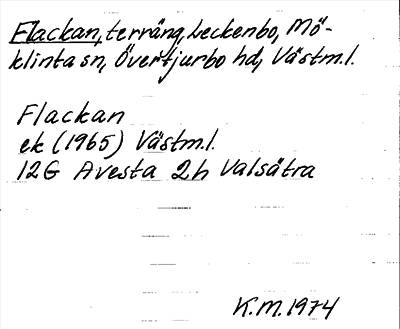 Flackan, terräng, Leckenbo, Mö-
klinta sn, Övertjurbo hd, Västm.l.
Flackan
ek (1965) Västm.l.
12G Avesta 2h Valsätra
K.M. 1974